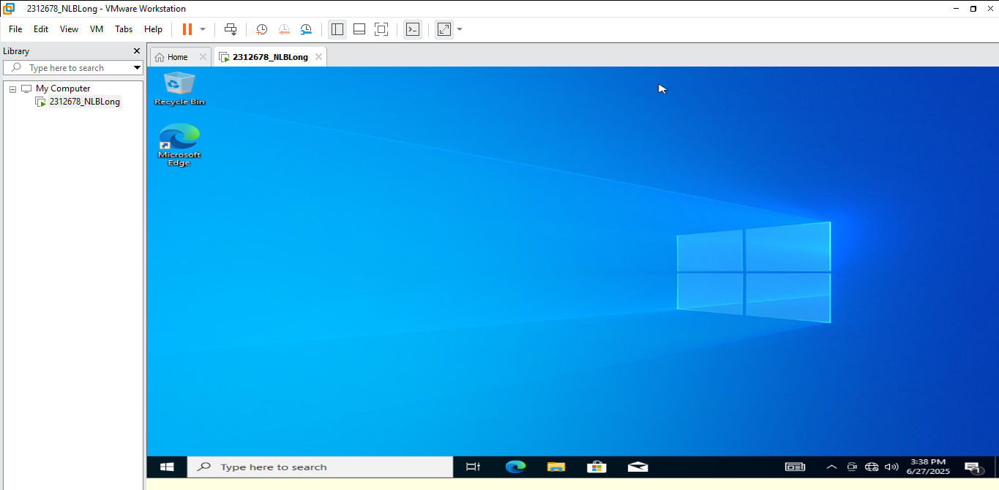 2312678_NLBLong - VMware Workstation
File Edit View VM Tabs Help
Library
Type here to search
My Computer
2312678_NLBLong
Home
2312678_NLBLong
Recycle Bin
Microsoft
Edge
Type here to search
3:38 PM
6/27/2025
1